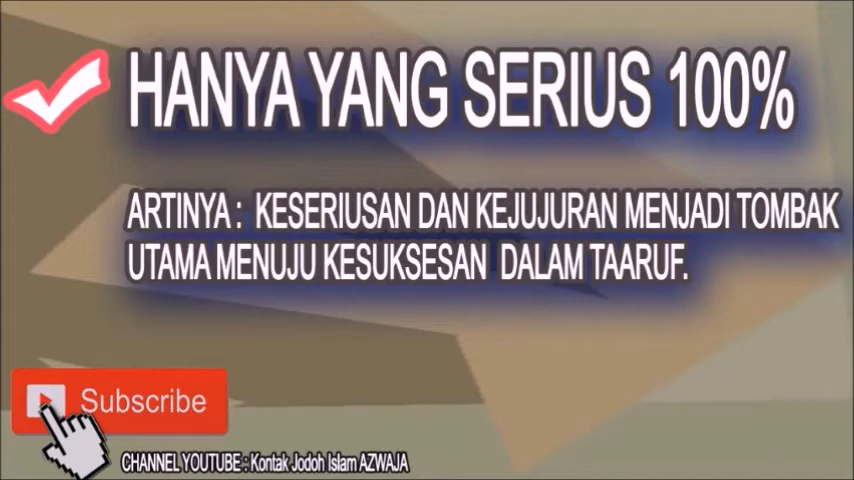 HANYA YANG SERIUS 100%
ARTINYA : KESERIUSAN DAN KEJUJURAN MENJADI TOMBAK
UTAMA MENUJU KESUKSESAN DALAM TAARUF.
Subscribe
CHANNEL YOUTUBE : Kontak Jodoh Islam AZWAJA